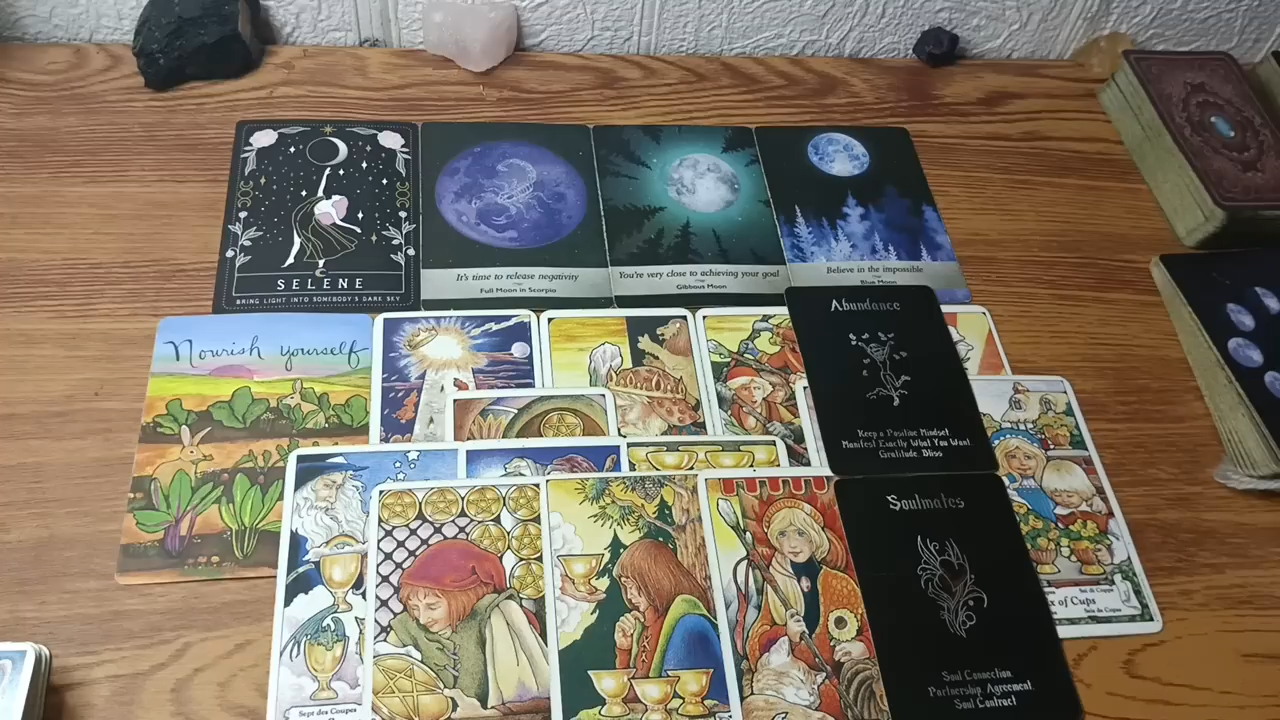 SELENE
BRING LIGHT INTO SOMEBODY'S DARK SKY
It's time to release negativity
Full Moon in Scorpio
You're very close to achieving your goal
Gibbous Moon
Believe in the impossible
Blue Moon
Nourish yourself
Abundance
Keep a Positive Mindset.
Manifest Exactly What You Want.
Gratitude. Bliss
Soulmates
Soul Connection.
Partnership. Agreement.
Soul Contract
of Cups
Sept des Coupes